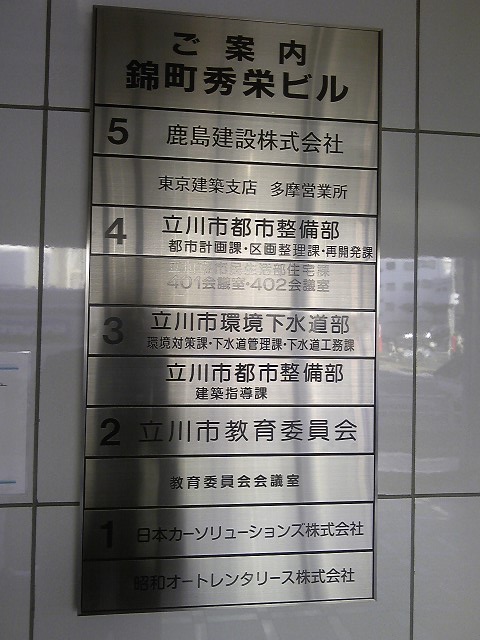 ご案内
錦町秀栄ビル
5 鹿島建設株式会社
東京建築支店 多摩営業所
4 立川市都市整備部
都市計画課・区画整理課・再開発課
401会議室・402会議室
3 立川市環境下水道部
環境対策課・下水道管理課・下水道工務課
立川市都市整備部
建築指導課
2 立川市教育委員会
教育委員会会議室
1 日本カーソリューションズ株式会社
昭和オートレンタリース株式会社